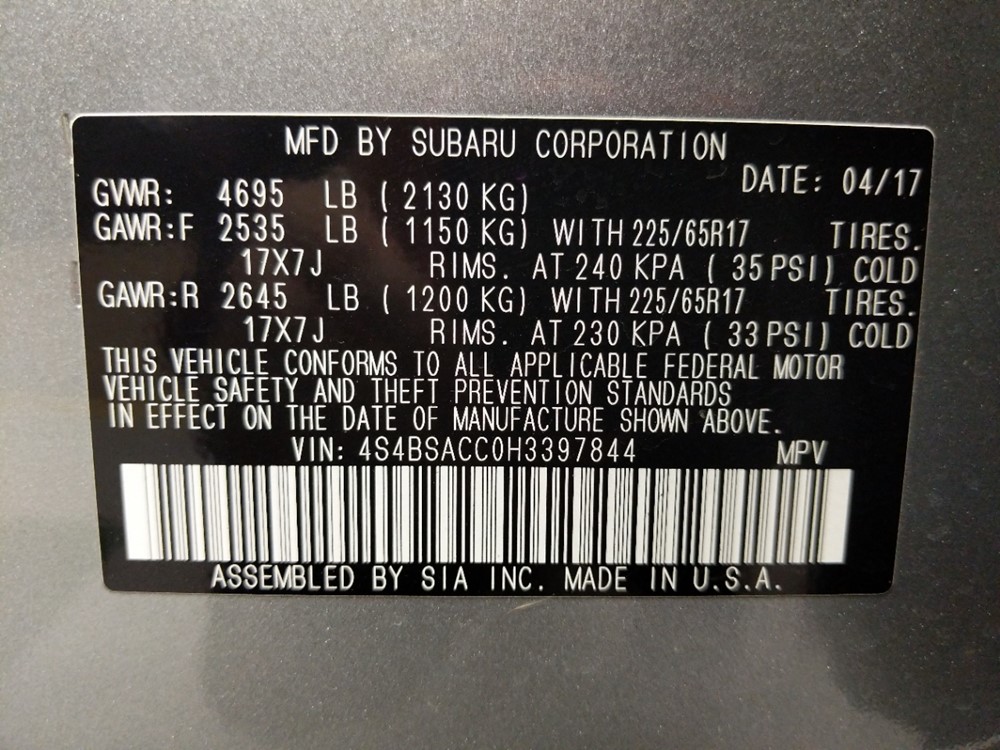 MFD BY SUBARU CORPORATION
DATE: 04/17
GVWR: 4695 LB ( 2130 KG)
GAWR:F 2535 LB ( 1150 KG) WITH 225/65R17 TIRES.
17X7J RIMS. AT 240 KPA ( 35 PSI) COLD
GAWR:R 2645 LB ( 1200 KG) WITH 225/65R17 TIRES.
17X7J RIMS. AT 230 KPA ( 33 PSI) COLD
THIS VEHICLE CONFORMS TO ALL APPLICABLE FEDERAL MOTOR
VEHICLE SAFETY AND THEFT PREVENTION STANDARDS
IN EFFECT ON THE DATE OF MANUFACTURE SHOWN ABOVE.
VIN: 4S4BSACC0H3397844 MPV
ASSEMBLED BY SIA INC. MADE IN U.S.A.